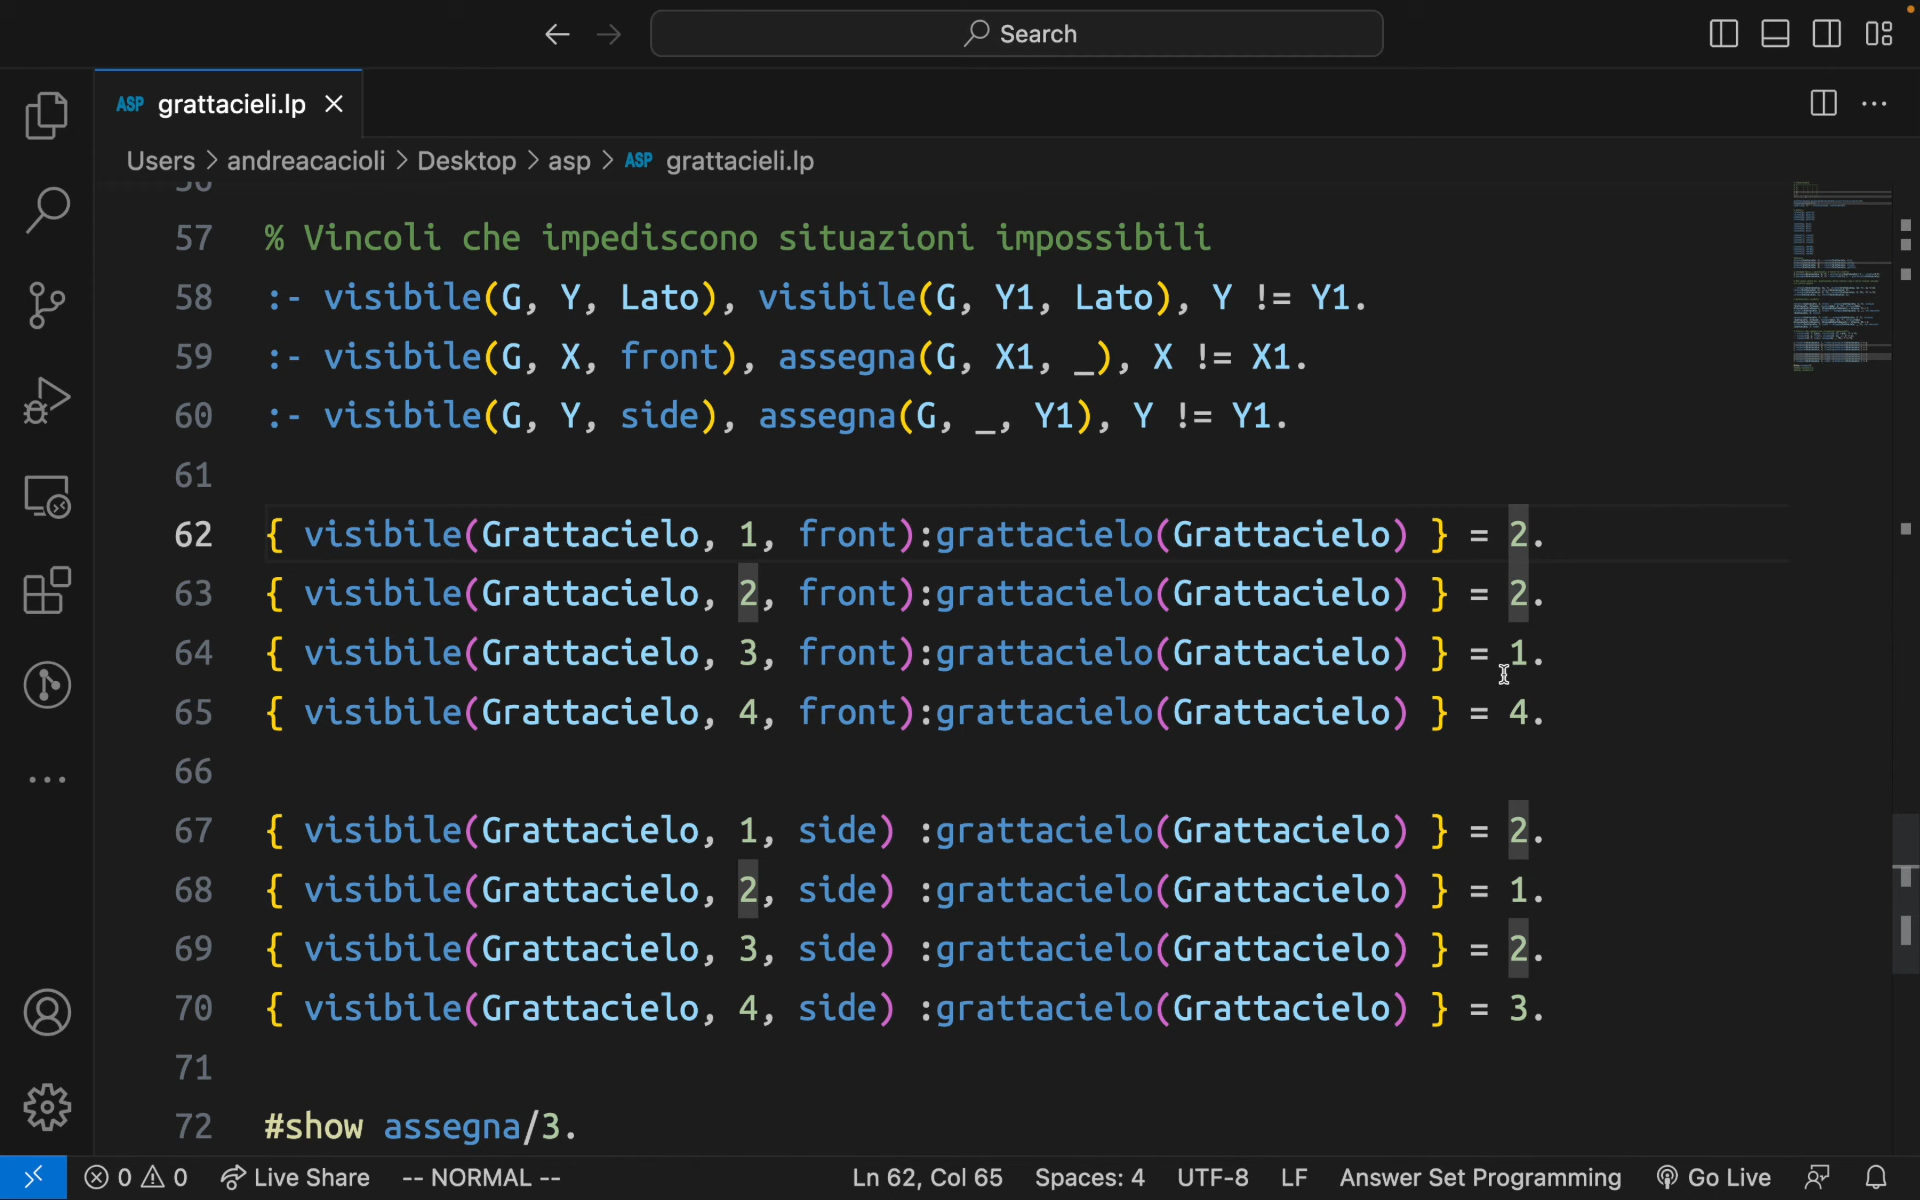 Search
ASP grattacieli.lp
Users > andreacacioli > Desktop > asp > ASP grattacieli.lp
56
57 % Vincoli che impediscono situazioni impossibili
58 :- visibile(G, Y, Lato), visibile(G, Y1, Lato), Y != Y1.
59 :- visibile(G, X, front), assegna(G, X1, _), X != X1.
60 :- visibile(G, Y, side), assegna(G, _, Y1), Y != Y1.
61
62 { visibile(Grattacielo, 1, front):grattacielo(Grattacielo) } = 2.
63 { visibile(Grattacielo, 2, front):grattacielo(Grattacielo) } = 2.
64 { visibile(Grattacielo, 3, front):grattacielo(Grattacielo) } = 1.
65 { visibile(Grattacielo, 4, front):grattacielo(Grattacielo) } = 4.
66
67 { visibile(Grattacielo, 1, side) :grattacielo(Grattacielo) } = 2.
68 { visibile(Grattacielo, 2, side) :grattacielo(Grattacielo) } = 1.
69 { visibile(Grattacielo, 3, side) :grattacielo(Grattacielo) } = 2.
70 { visibile(Grattacielo, 4, side) :grattacielo(Grattacielo) } = 3.
71
72 #show assegna/3.
0 0 Live Share -- NORMAL -- Ln 62, Col 65 Spaces: 4 UTF-8 LF Answer Set Programming Go Live